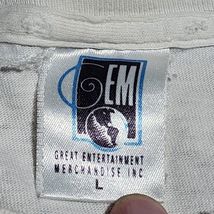 GEM
GREAT ENTERTAINMENT
MERCHANDISE INC
L